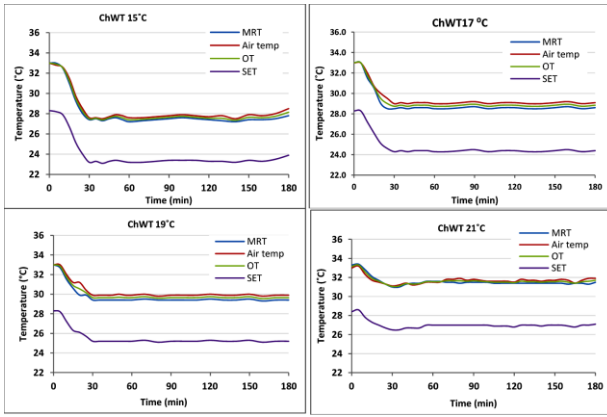 ChWT 15˚C
Temperature (˚C)
36
34
32
30
28
26
24
22
0 30 60 90 120 150 180
Time (min)
MRT
Air temp
OT
SET
ChWT17 ⁰C
Temperature (°C)
36.0
34.0
32.0
30.0
28.0
26.0
24.0
22.0
0 30 60 90 120 150 180
Time (min)
MRT
Air temp
OT
SET
ChWT 19˚C
Temperature (°C)
36
34
32
30
28
26
24
22
0 30 60 90 120 150 180
Time (min)
MRT
Air temp
OT
SET
ChWT 21˚C
Temperature (°C)
36
34
32
30
28
26
24
22
0 30 60 90 120 150 180
Time (min)
MRT
Air temp
OT
SET